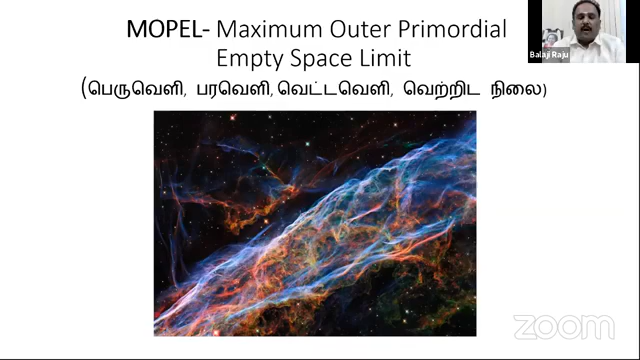 MOPEL- Maximum Outer Primordial
Empty Space Limit
(பெருவெளி, பரவெளி, வெட்டவெளி, வெற்றிட நிலை)
Balaji Raju
zoom